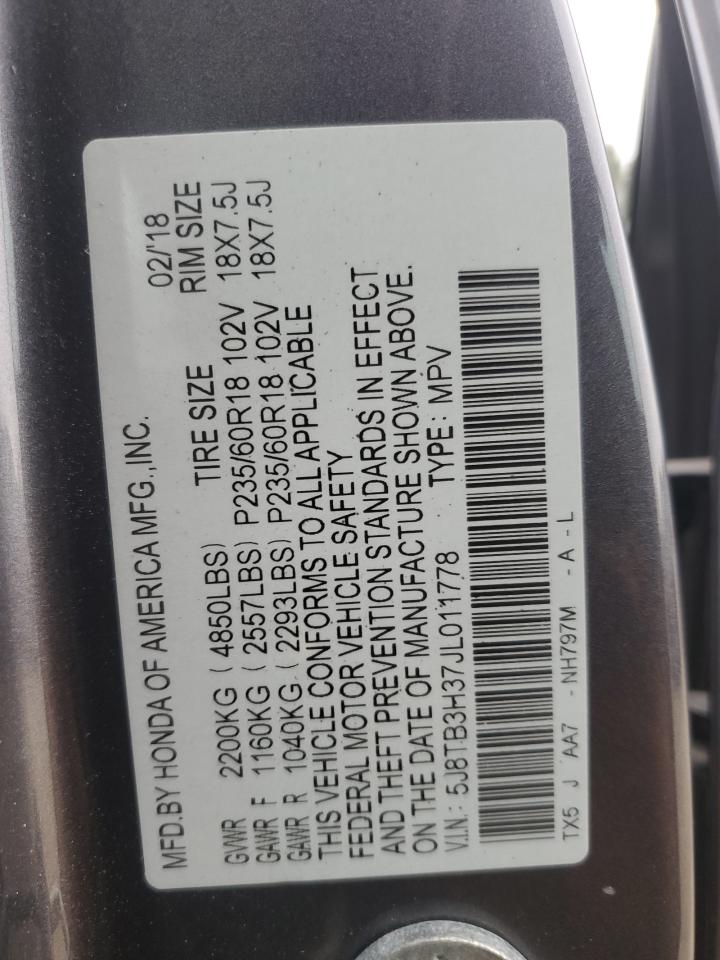 MFD.BY HONDA OF AMERICA MFG.,INC. 02/'18
GVWR 2200KG ( 4850LBS) TIRE SIZE RIM SIZE
GAWR F 1160KG ( 2557LBS) P235/60R18 102V 18X7.5J
GAWR R 1040KG ( 2293LBS) P235/60R18 102V 18X7.5J
THIS VEHICLE CONFORMS TO ALL APPLICABLE
FEDERAL MOTOR VEHICLE SAFETY
AND THEFT PREVENTION STANDARDS IN EFFECT
ON THE DATE OF MANUFACTURE SHOWN ABOVE.
V.I.N.: 5J8TB3H37JL011778 TYPE: MPV
TX5 J AA7 -NH797M -A-L